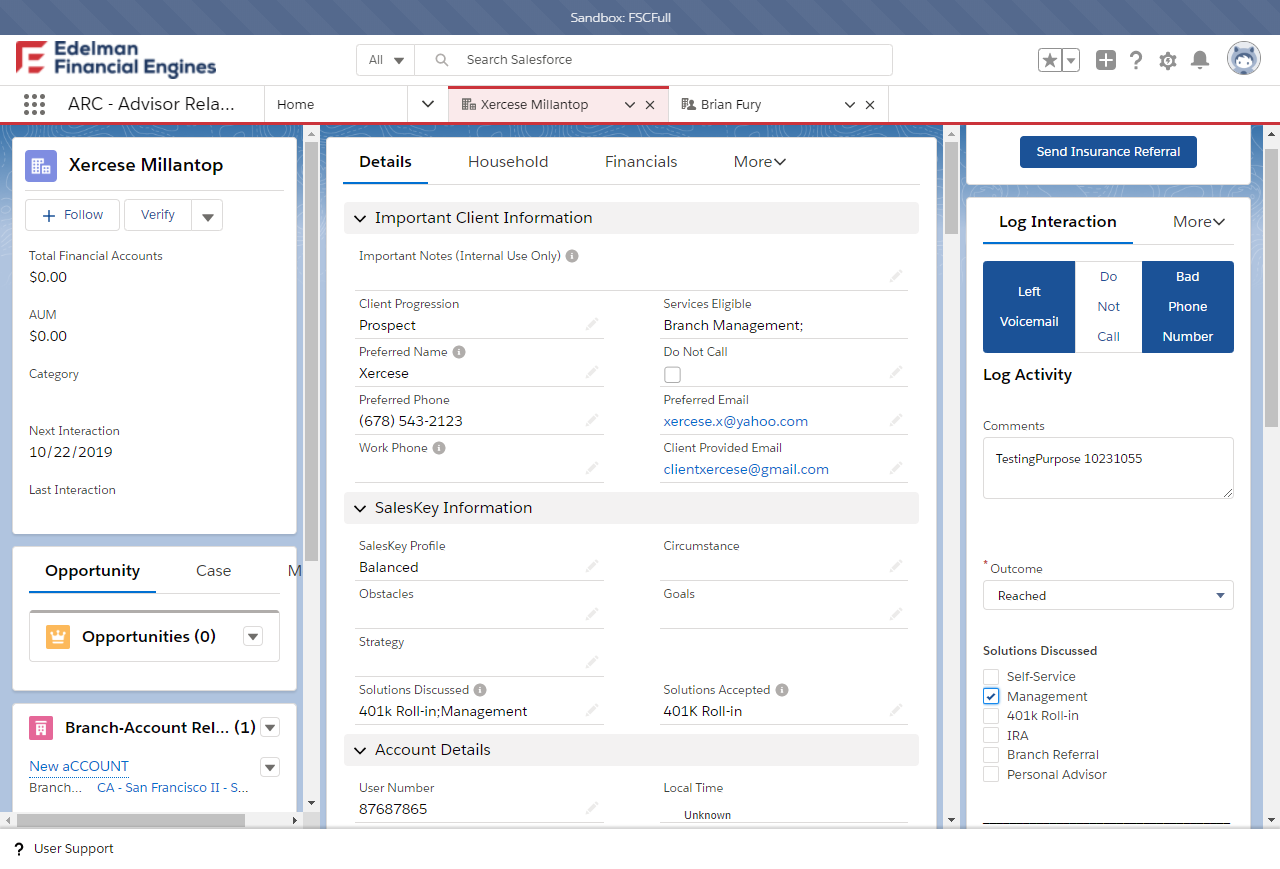 Sandbox: FSCFull
Edelman
Financial Engines
All
Search Salesforce
ARC - Advisor Rela...
Home
Xercese Millantop
Brian Fury
Xercese Millantop
Follow
Verify
Total Financial Accounts
$0.00
AUM
$0.00
Category
Next Interaction
10/22/2019
Last Interaction
Opportunity
Case
M
Opportunities (0)
Branch-Account Rel... (1)
New aCCOUNT
Branch... CA - San Francisco II - S...
Details
Household
Financials
More
Important Client Information
Important Notes (Internal Use Only)
Client Progression
Prospect
Services Eligible
Branch Management;
Preferred Name
Xercese
Do Not Call
Preferred Phone
(678) 543-2123
Preferred Email
xercese.x@yahoo.com
Work Phone
Client Provided Email
clientxercese@gmail.com
SalesKey Information
SalesKey Profile
Balanced
Circumstance
Obstacles
Goals
Strategy
Solutions Discussed
401k Roll-in;Management
Solutions Accepted
401K Roll-in
Account Details
User Number
87687865
Local Time
Unknown
Send Insurance Referral
Log Interaction
More
Left
Voicemail
Do
Not
Call
Bad
Phone
Number
Log Activity
Comments
TestingPurpose 10231055
* Outcome
Reached
Solutions Discussed
Self-Service
Management
401k Roll-in
IRA
Branch Referral
Personal Advisor
? User Support